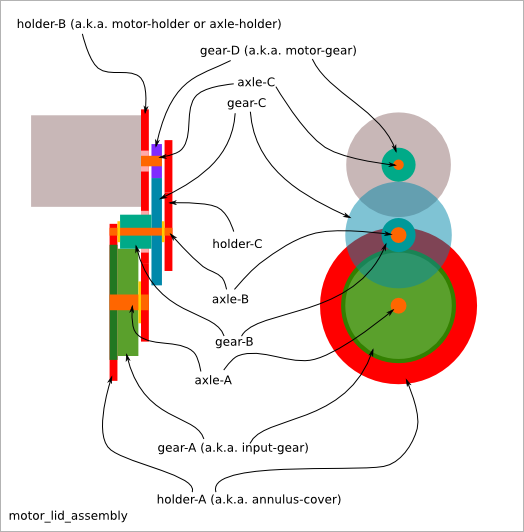 holder-B (a.k.a. motor-holder or axle-holder)
gear-D (a.k.a. motor-gear)
axle-C
gear-C
holder-C
axle-B
gear-B
axle-A
gear-A (a.k.a. input-gear)
holder-A (a.k.a. annulus-cover)
motor_lid_assembly